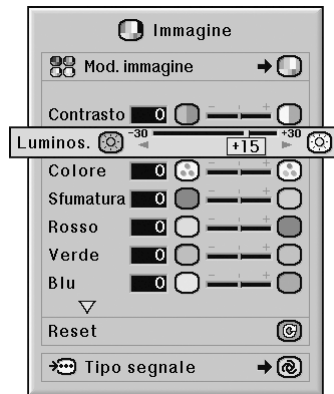 Immagine
Mod. immagine
Contrasto 0 - +
Luminos. -30 +15 +30
Colore 0 - +
Sfumatura 0 - +
Rosso 0 - +
Verde 0 - +
Blu 0 - +
Reset
Tipo segnale